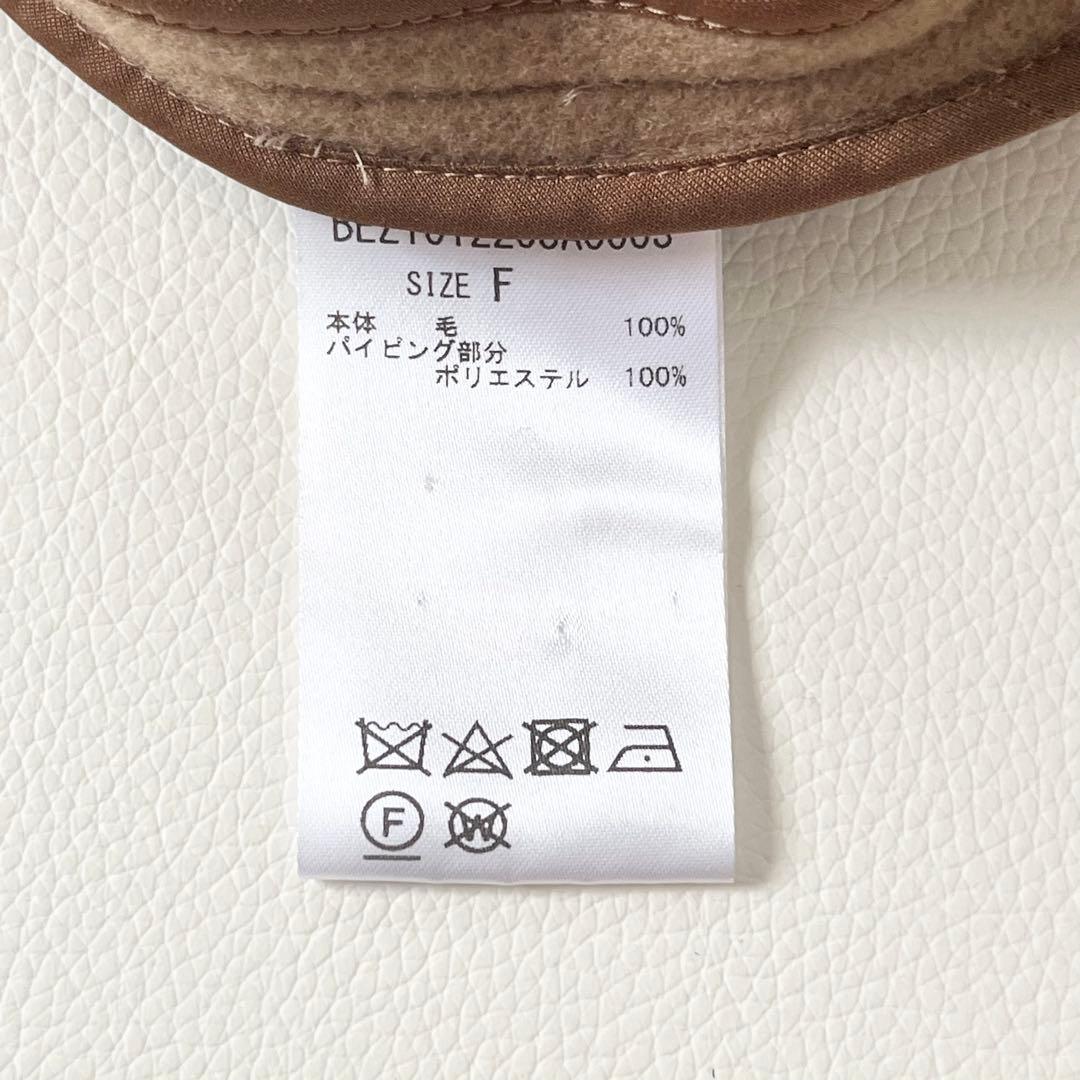 SIZE F
本体 毛 100%
パイピング部分
ポリエステル 100%
F
W